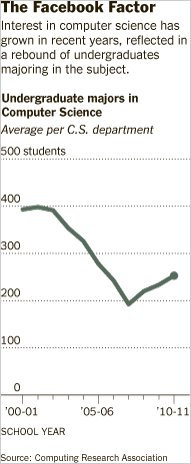 The Facebook Factor
Interest in computer science has
grown in recent years, reflected in
a rebound of undergraduates
majoring in the subject.
Undergraduate majors in
Computer Science
Average per C.S. department
500 students
400
300
200
100
0
’00-01 ’05-06 ’10-11
SCHOOL YEAR
Source: Computing Research Association